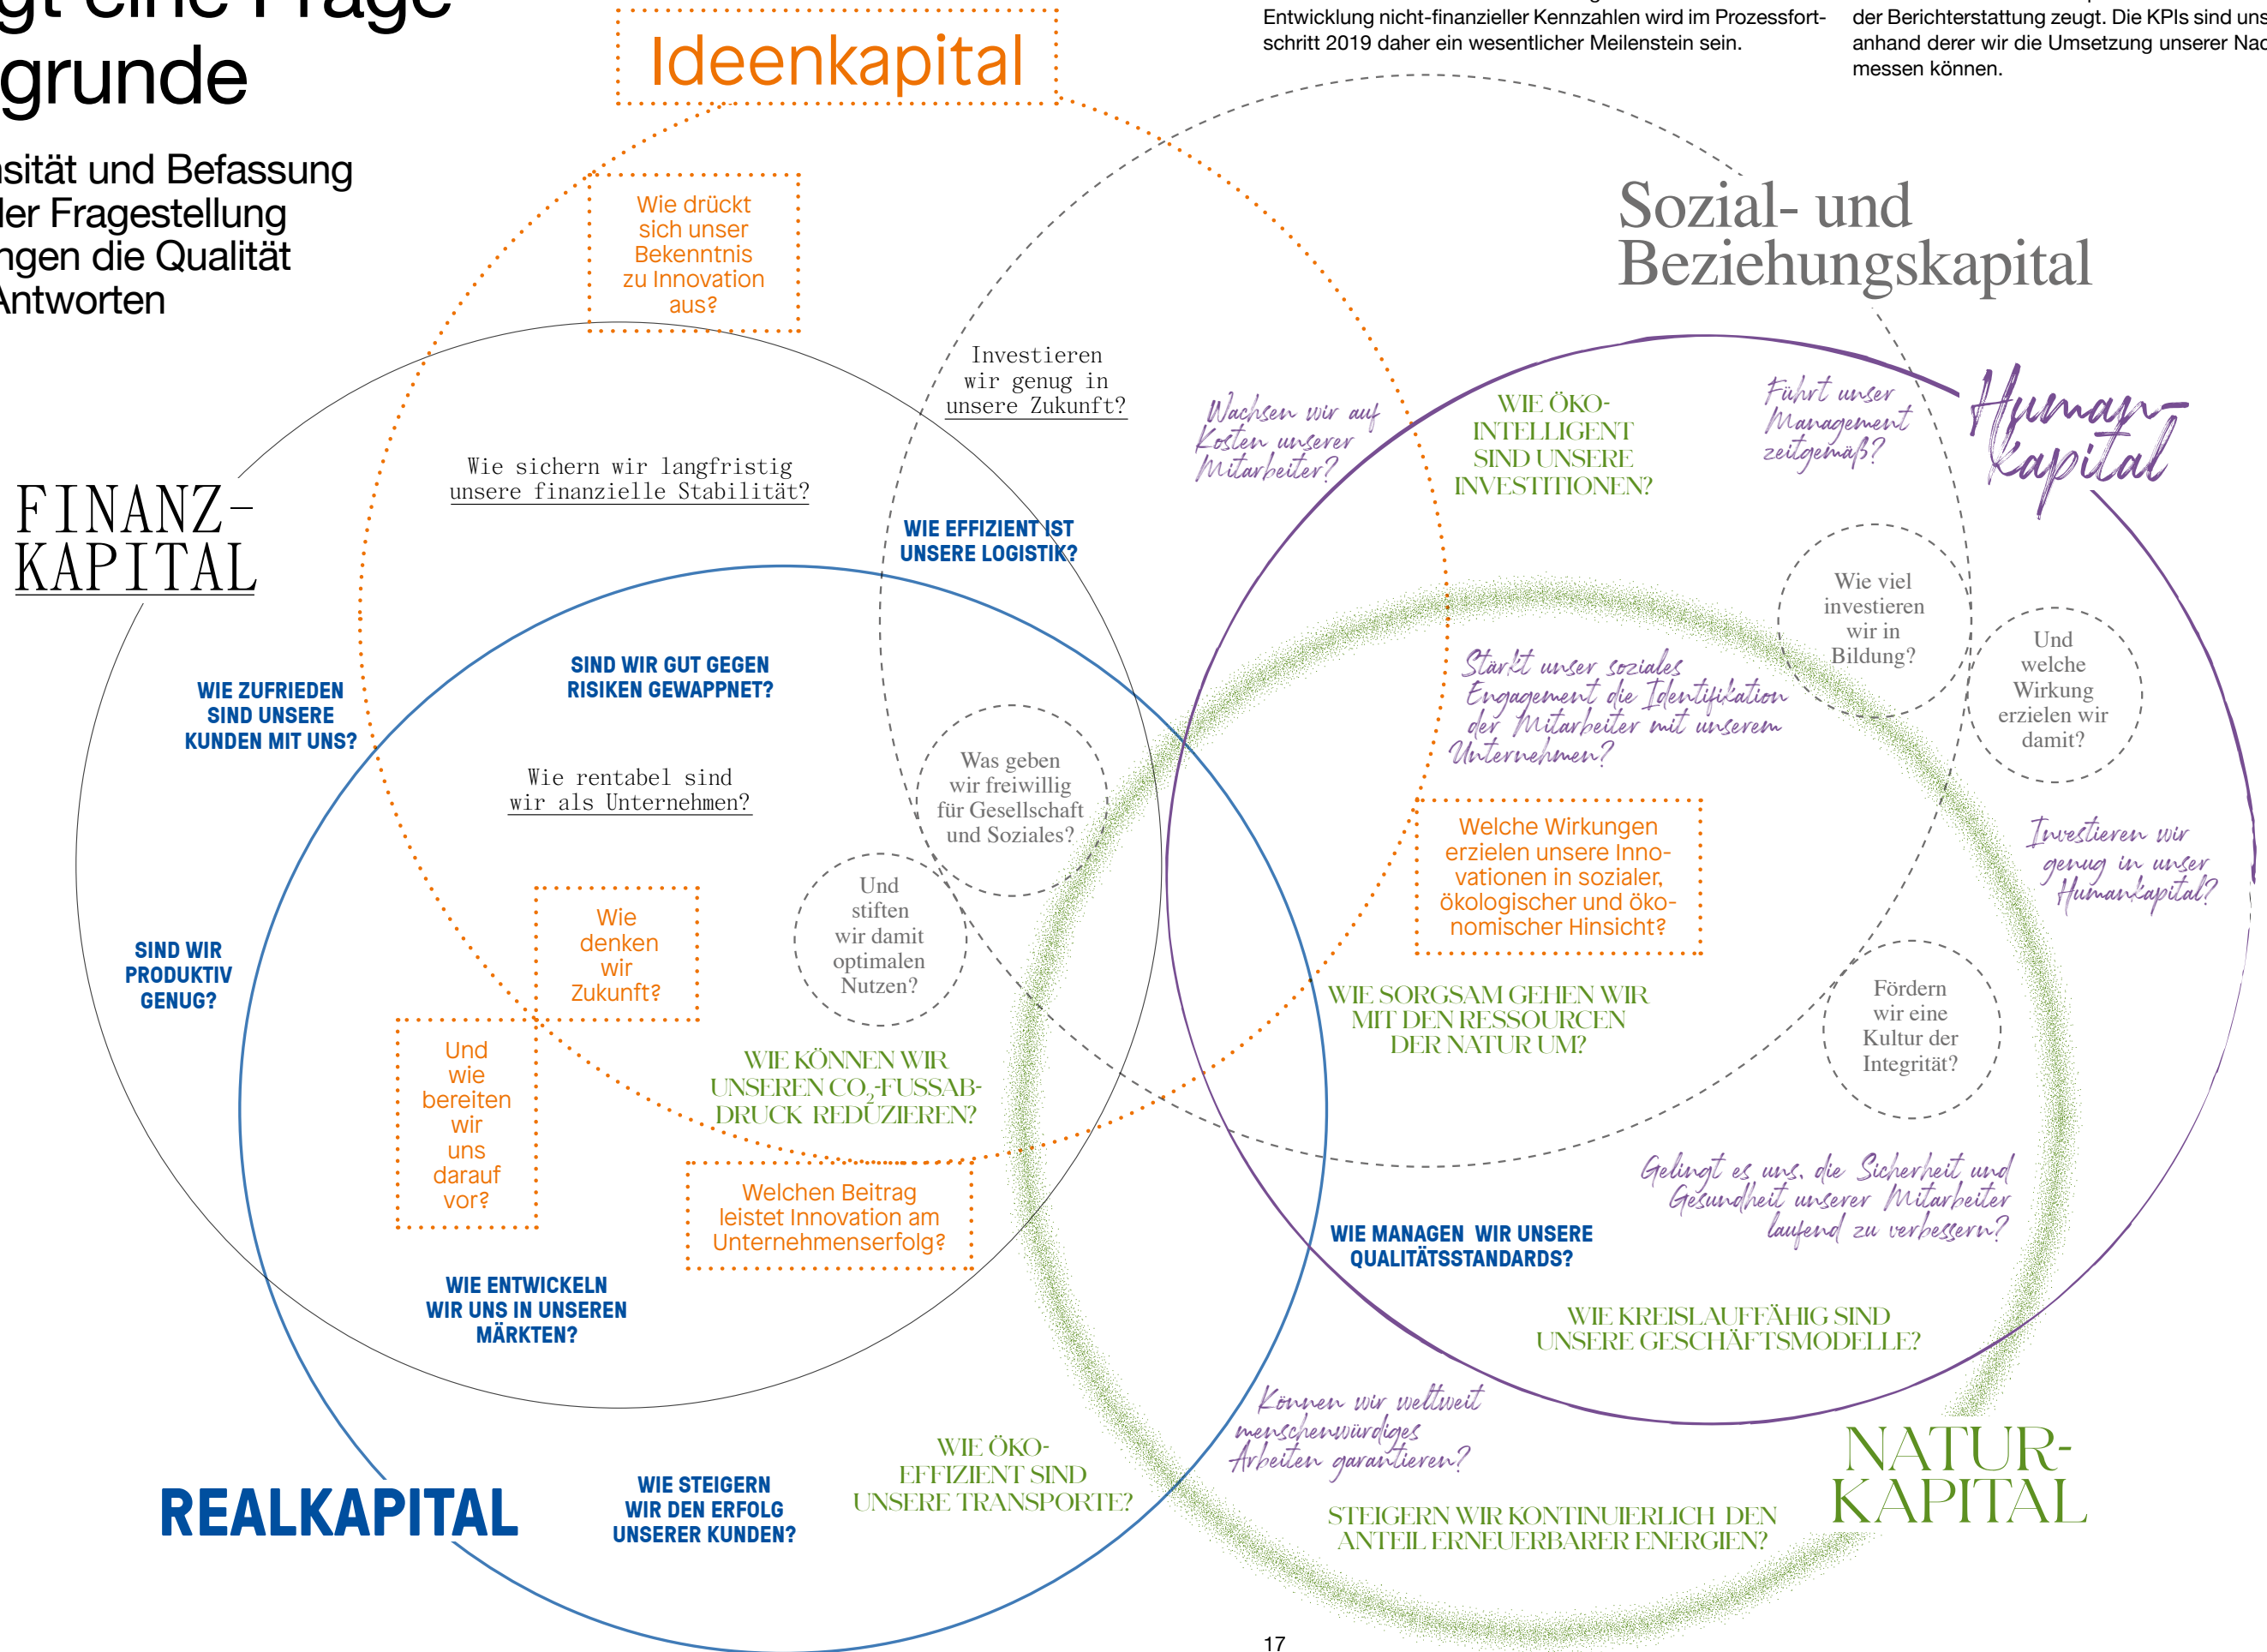 eine Frage
grunde
und Befassung
Fragestellung
die Qualität
Antworten
Entwicklung nicht-finanzieller Kennzahlen wird im Prozessfort-
schritt 2019 daher ein wesentlicher Meilenstein sein.
der Berichterstattung zeugt. Die KPIs sind
anhand derer wir die Umsetzung unserer
messen können.
Ideenkapital
Wie drückt
sich unser
Bekenntnis
zu Innovation
aus?
Sozial- und
Beziehungskapital
Investieren
wir genug in
unsere Zukunft?
Wachsen wir auf
Kosten unserer
Mitarbeiter?
WIE ÖKO-
INTELLIGENT
SIND UNSERE
INVESTITIONEN?
Führt unser
Management
zeitgemäß?
Human-
kapital
FINANZ-
KAPITAL
Wie sichern wir langfristig
unsere finanzielle Stabilität?
WIE EFFIZIENT IST
UNSERE LOGISTIK?
Wie viel
investieren
wir in
Bildung?
Und
welche
Wirkung
erzielen wir
damit?
WIE ZUFRIEDEN
SIND UNSERE
KUNDEN MIT UNS?
SIND WIR GUT GEGEN
RISIKEN GEWAPPNET?
Stärkt unser soziales
Engagement die Identifikation
der Mitarbeiter mit unserem
Unternehmen?
Wie rentabel sind
wir als Unternehmen?
Was geben
wir freiwillig
für Gesellschaft
und Soziales?
Welche Wirkungen
erzielen unsere Inno-
vationen in sozialer,
ökologischer und öko-
nomischer Hinsicht?
Investieren wir
genug in unser
Humankapital?
Und
stiften
wir damit
optimalen
Nutzen?
Wie
denken
wir
Zukunft?
SIND WIR
PRODUKTIV
GENUG?
WIE SORGSAM GEHEN WIR
MIT DEN RESSOURCEN
DER NATUR UM?
Fördern
wir eine
Kultur der
Integrität?
Und
wie
bereiten
wir
uns
darauf
vor?
WIE KÖNNEN WIR
UNSEREN CO₂-FUSSAB-
DRUCK REDUZIEREN?
Welchen Beitrag
leistet Innovation am
Unternehmenserfolg?
Gelingt es uns, die Sicherheit und
Gesundheit unserer Mitarbeiter
laufend zu verbessern?
WIE MANAGEN WIR UNSERE
QUALITÄTSSTANDARDS?
WIE ENTWICKELN
WIR UNS IN UNSEREN
MÄRKTEN?
WIE KREISLAUFFÄHIG SIND
UNSERE GESCHÄFTSMODELLE?
Können wir weltweit
menschenwürdiges
Arbeiten garantieren?
WIE ÖKO-
EFFIZIENT SIND
UNSERE TRANSPORTE?
NATUR-
KAPITAL
REALKAPITAL
WIE STEIGERN
WIR DEN ERFOLG
UNSERER KUNDEN?
STEIGERN WIR KONTINUIERLICH DEN
ANTEIL ERNEUERBARER ENERGIEN?
17